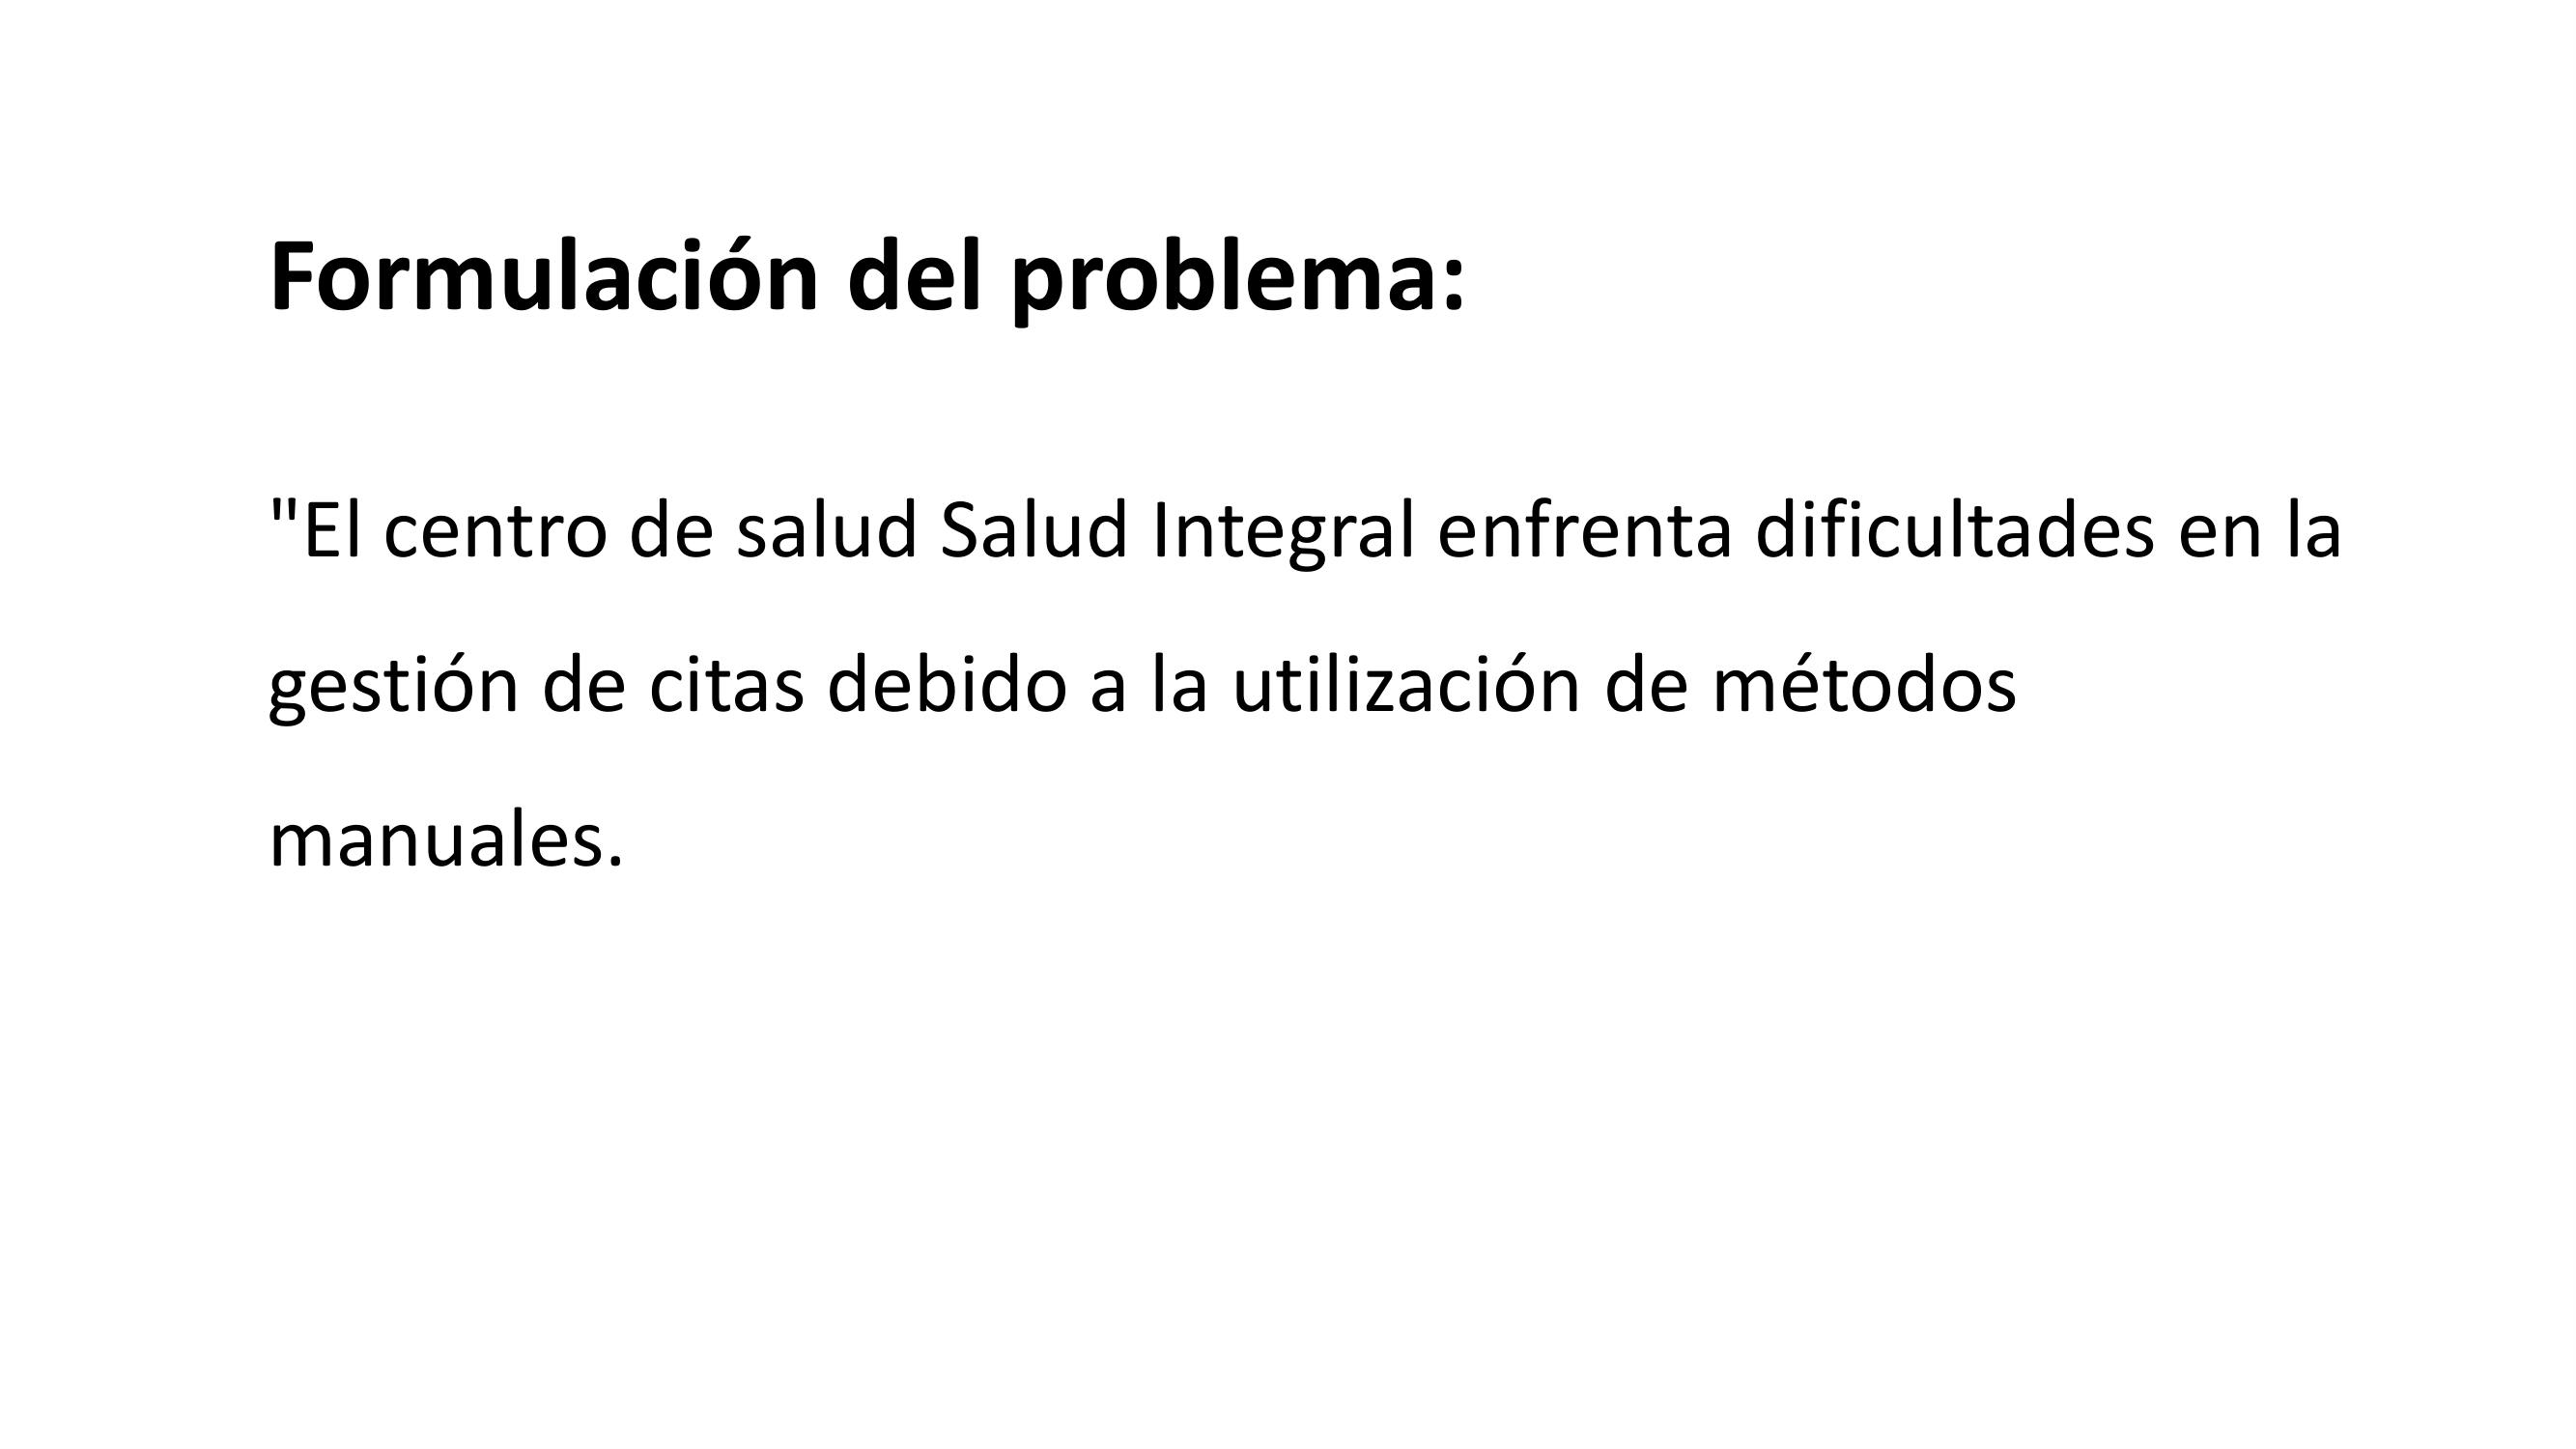 Formulación del problema:
"El centro de salud Salud Integral enfrenta dificultades en la
gestión de citas debido a la utilización de métodos
manuales.